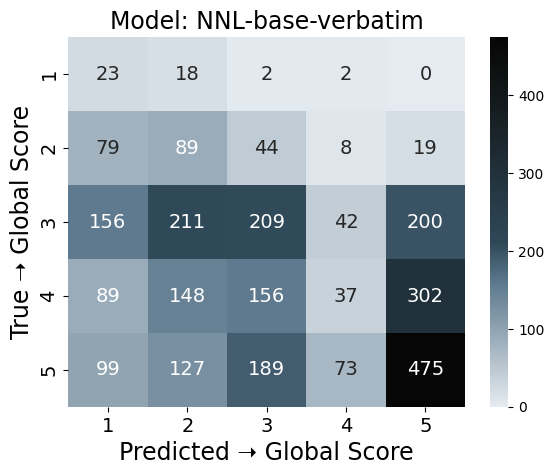 Model: NNL-base-verbatim
True → Global Score
1 23 18 2 2 0
2 79 89 44 8 19
3 156 211 209 42 200
4 89 148 156 37 302
5 99 127 189 73 475
1 2 3 4 5
Predicted → Global Score
400
300
200
100
0